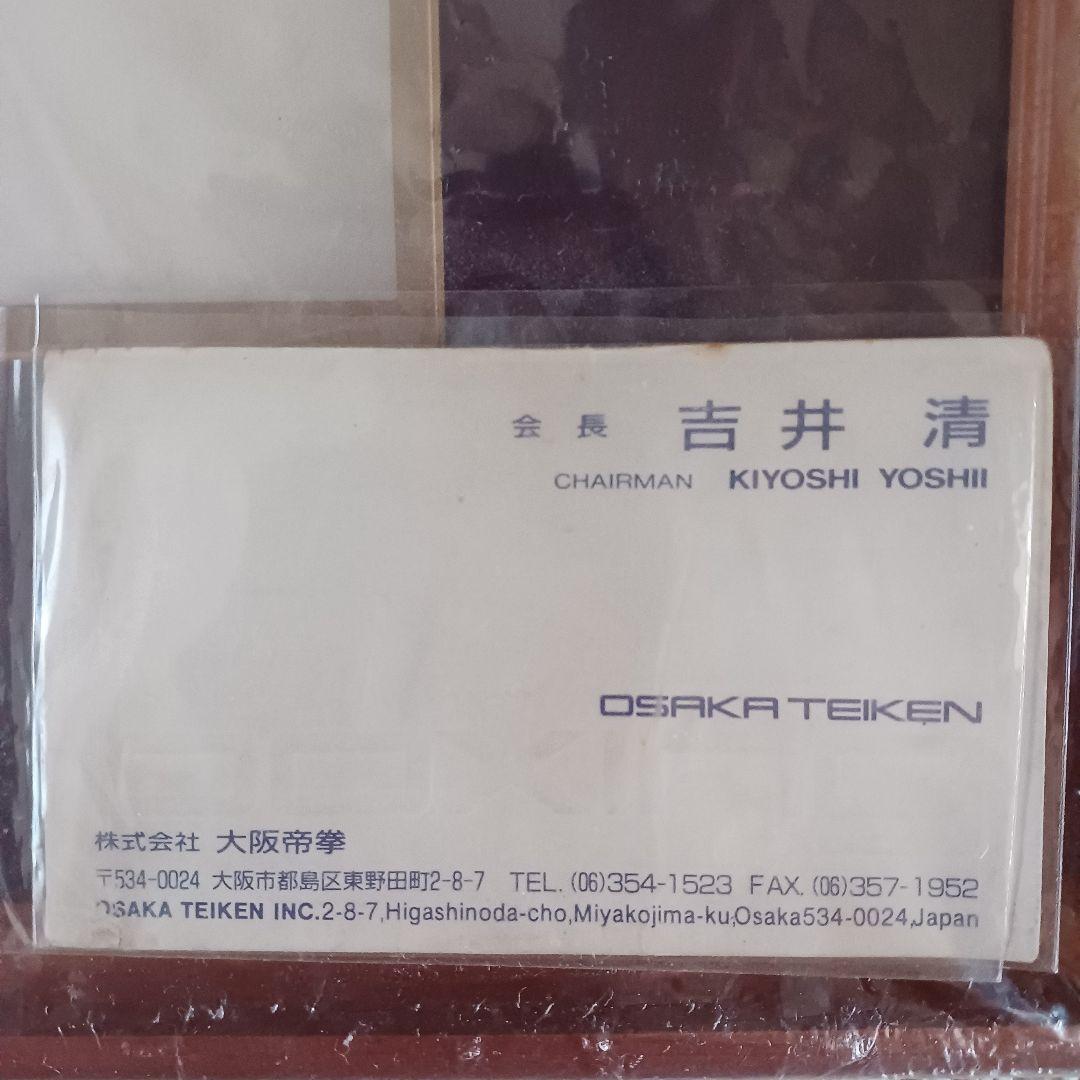 会長 吉井 清
CHAIRMAN KIYOSHI YOSHII
OSAKA TEIKEN
株式会社 大阪帝拳
〒534-0024 大阪市都島区東野田町2-8-7 TEL. (06)354-1523 FAX. (06)357-1952
OSAKA TEIKEN INC.2-8-7,Higashinoda-cho,Miyakojima-ku,Osaka534-0024,Japan